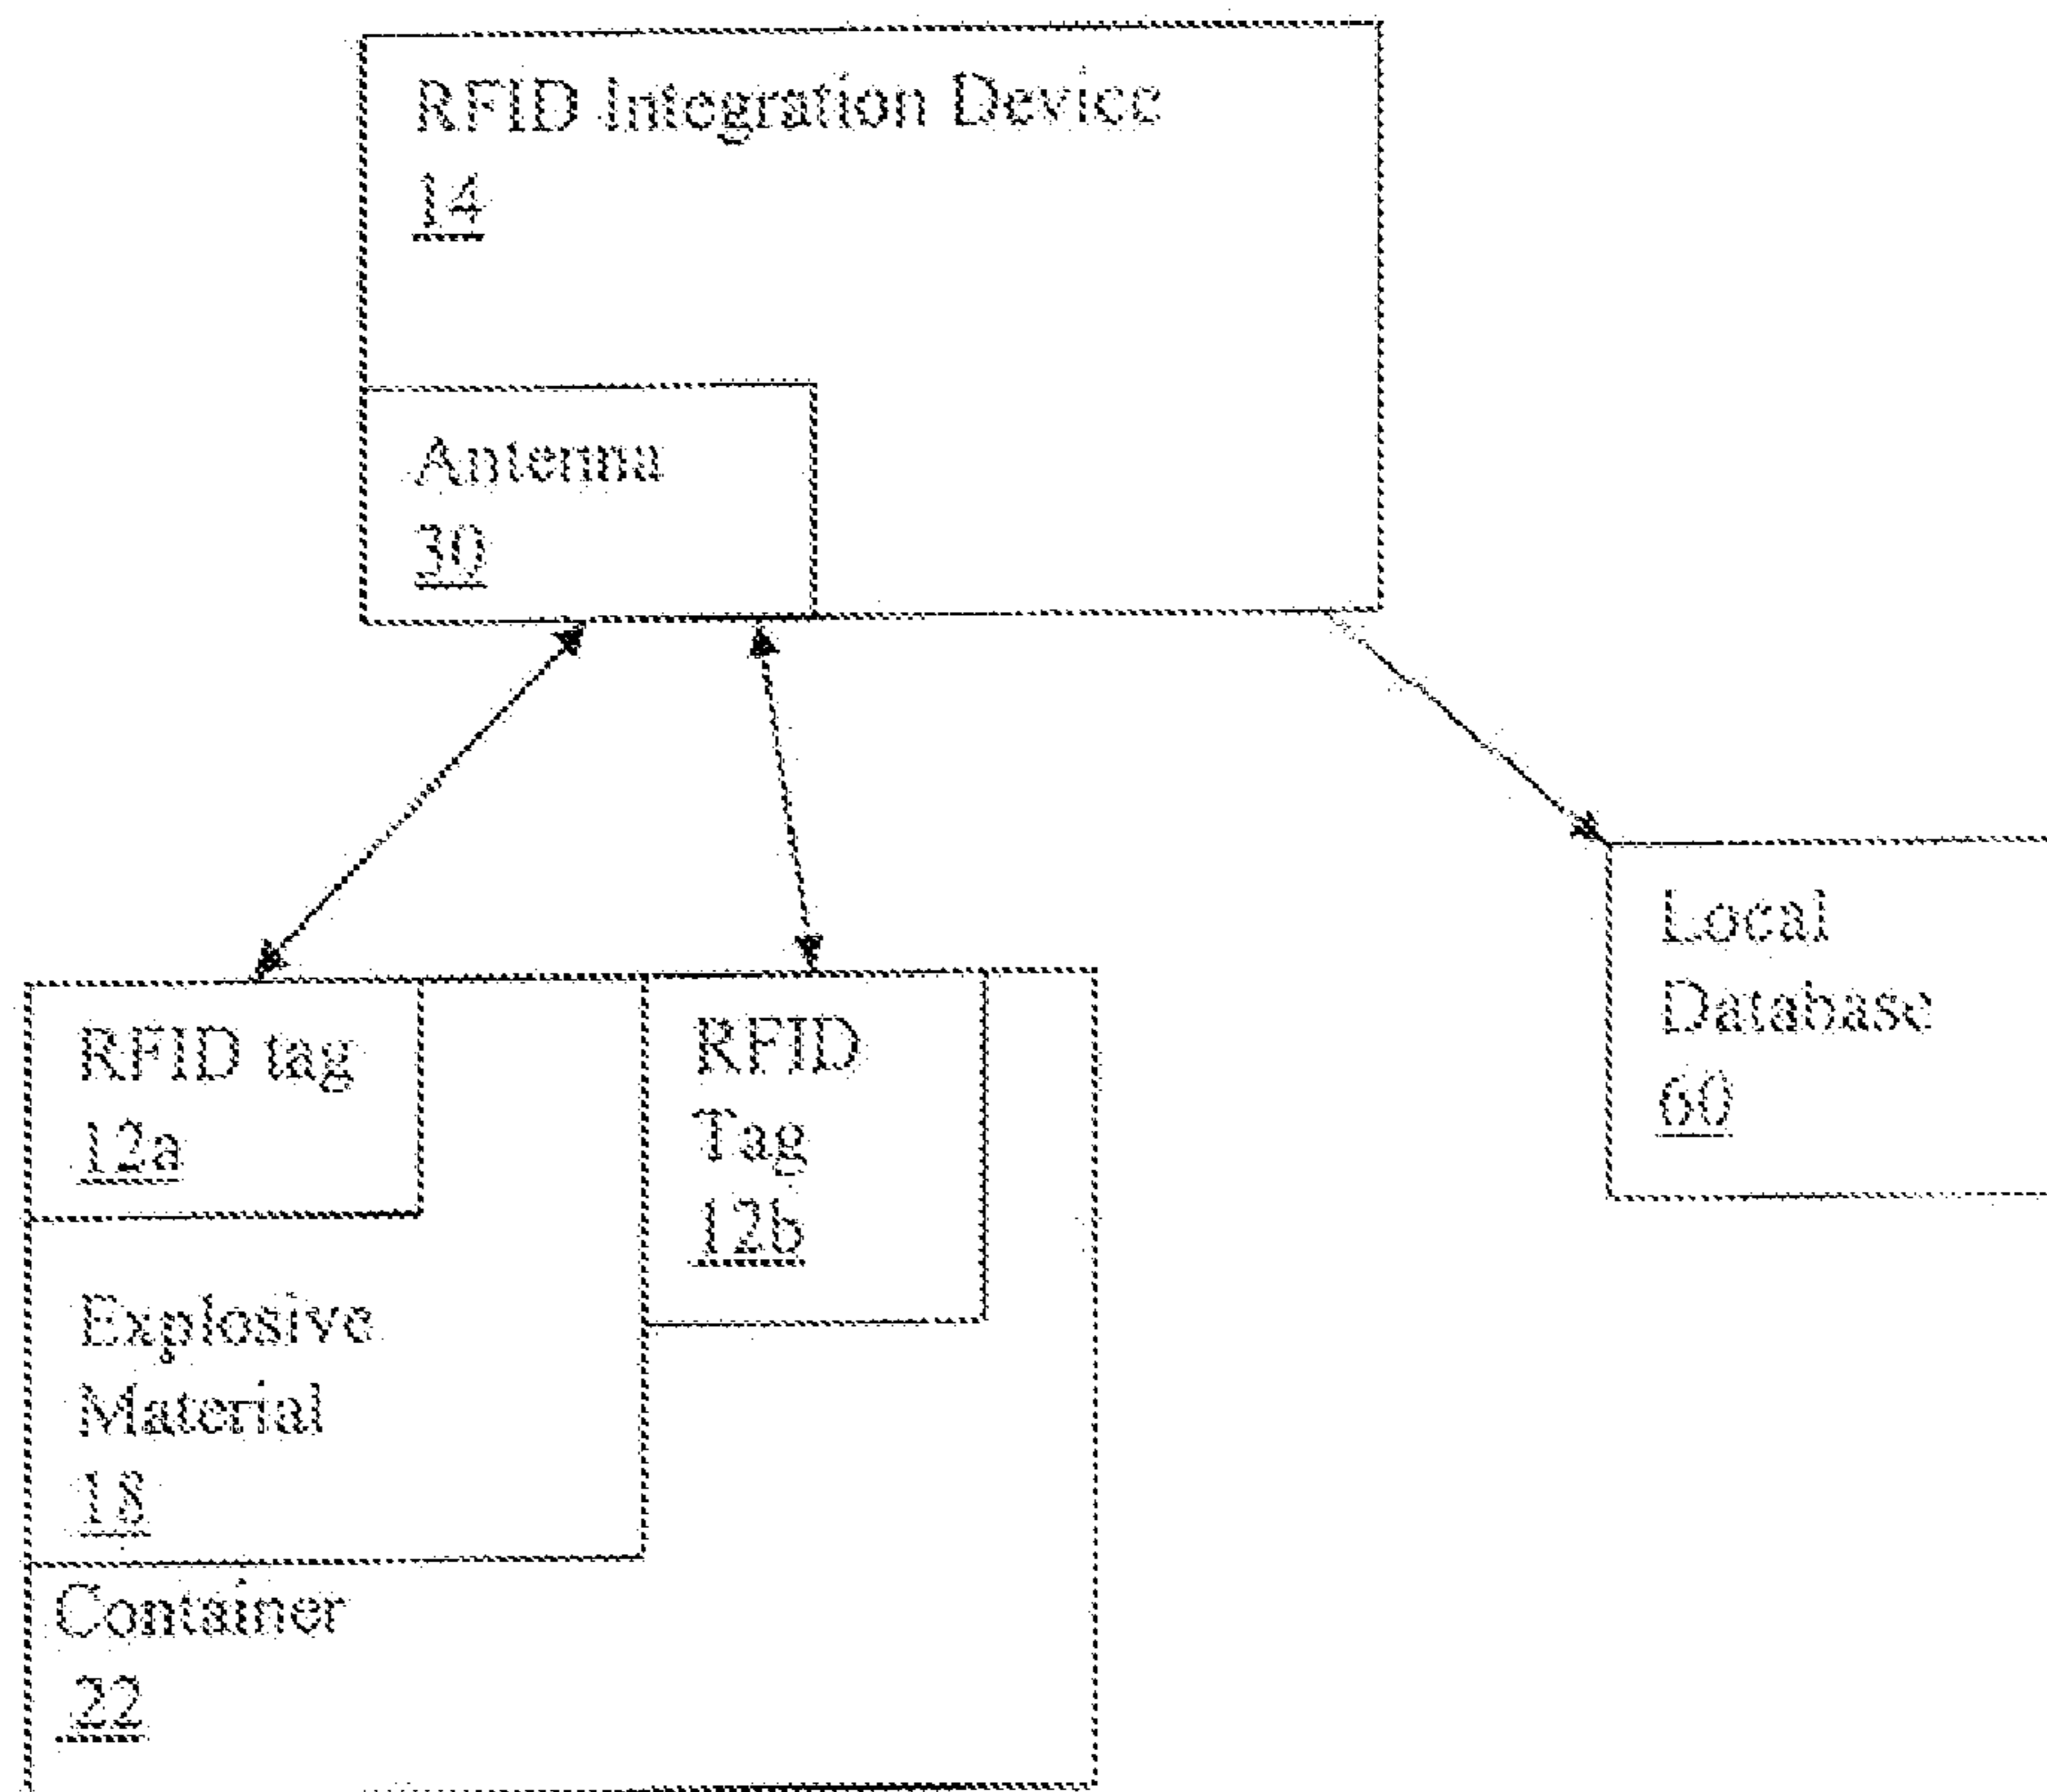 RFID Integration Device
14
Antenna
30
RFID tag
12a
RFID
Tag
12b
Explosive
Material
18
Container
22
Local
Database
60